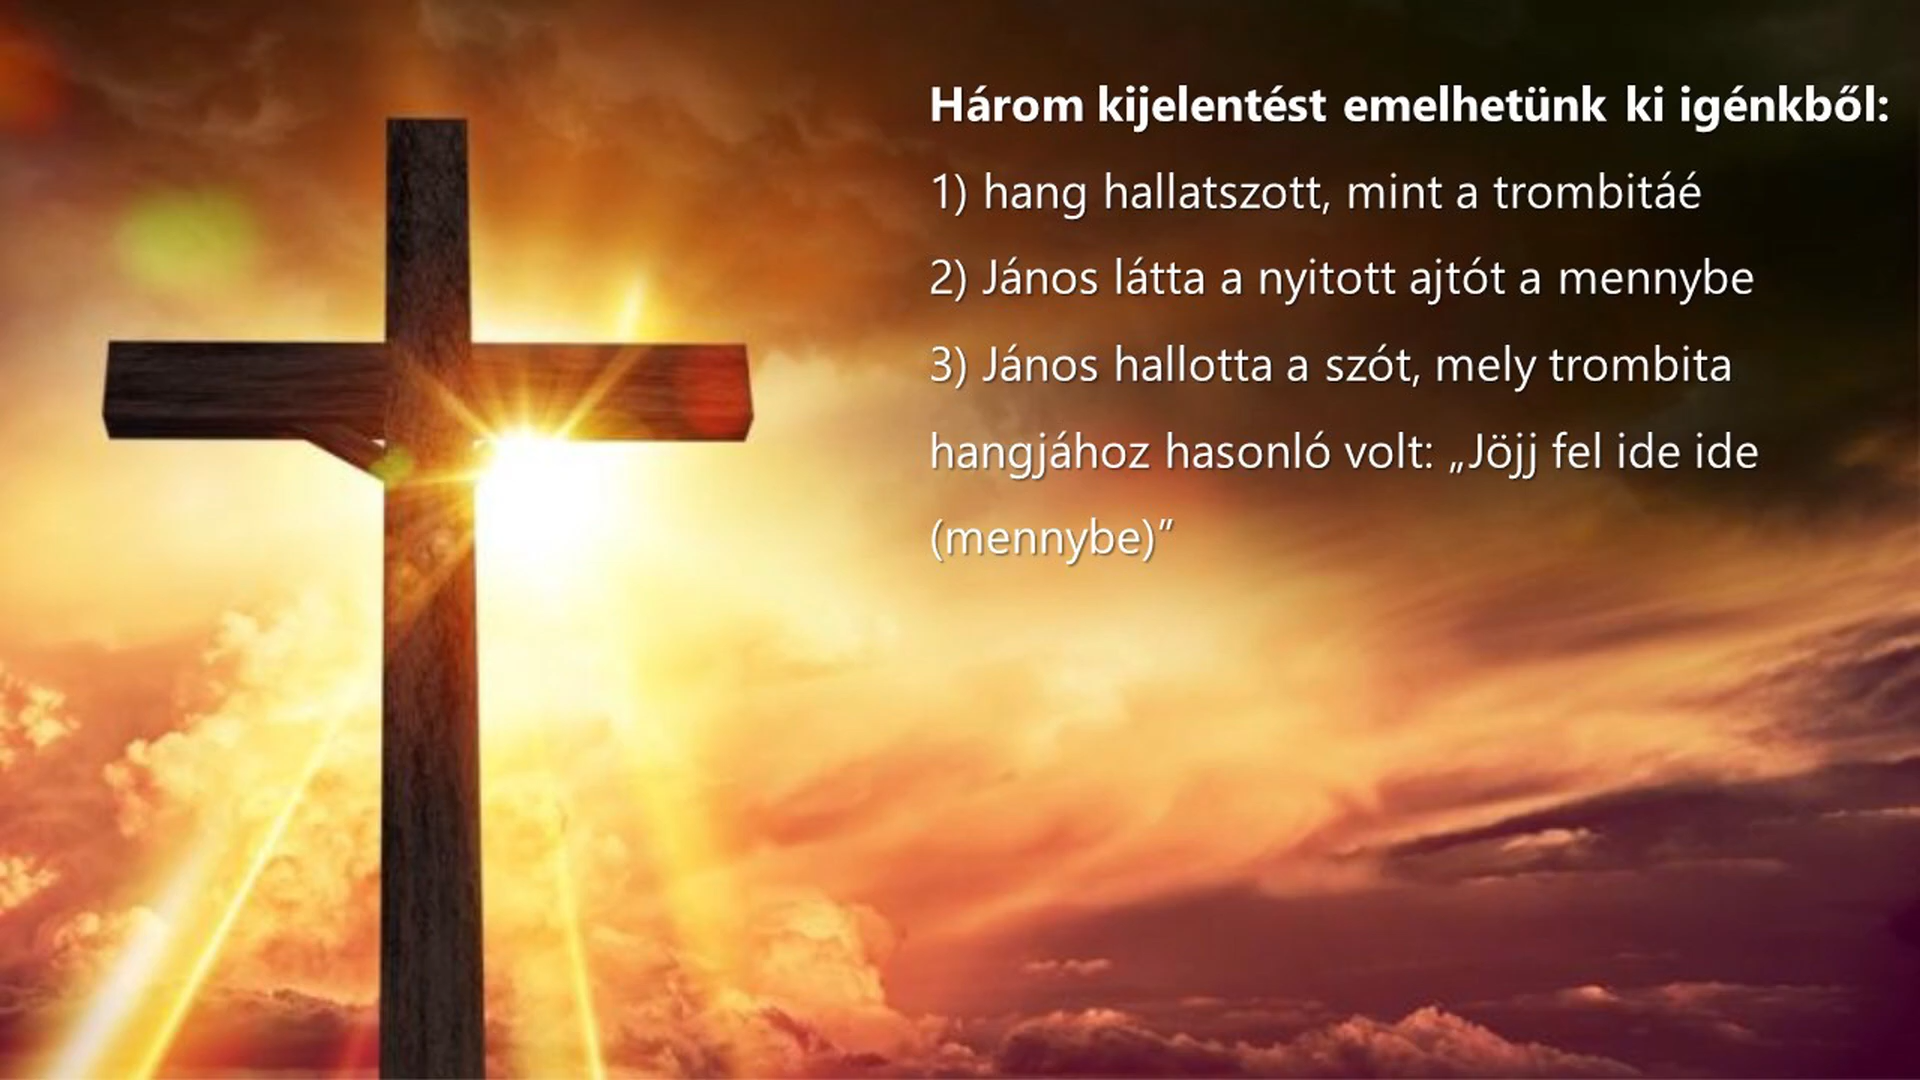 Három kijelentést emelhetünk ki igénkből:
1) hang hallatszott, mint a trombitáé
2) János látta a nyitott ajtót a mennybe
3) János hallotta a szót, mely trombita
hangjához hasonló volt: „Jöjj fel ide ide
(mennybe)”